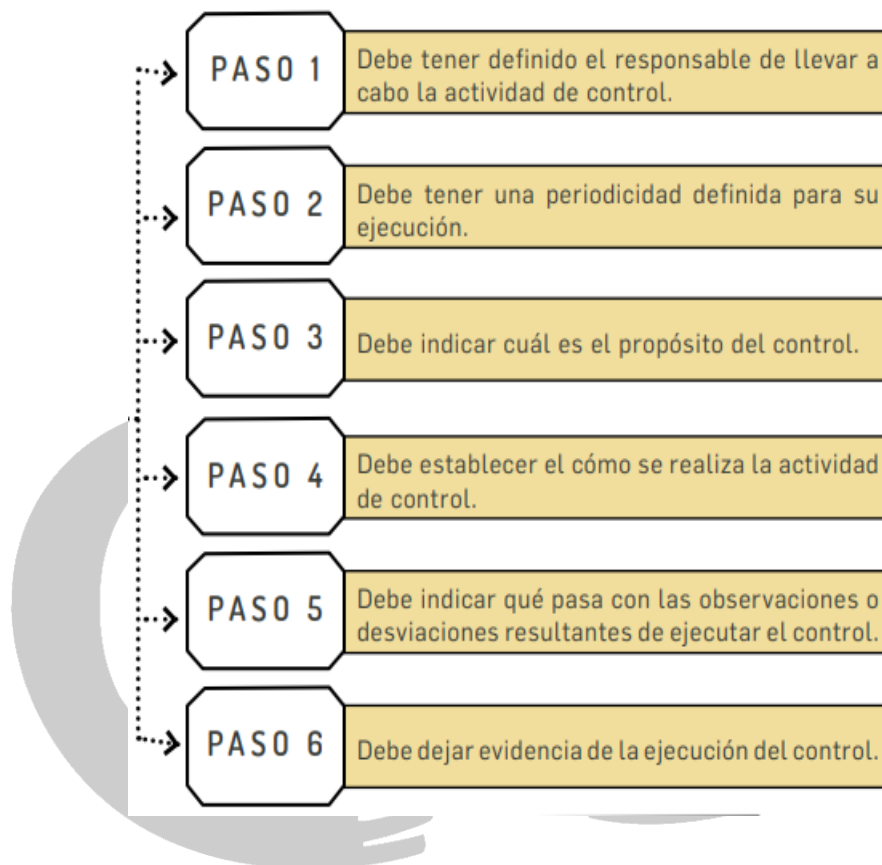 PASO 1
Debe tener definido el responsable de llevar a
cabo la actividad de control.
PASO 2
Debe tener una periodicidad definida para su
ejecución.
PASO 3
Debe indicar cuál es el propósito del control.
PASO 4
Debe establecer el cómo se realiza la actividad
de control.
PASO 5
Debe indicar qué pasa con las observaciones o
desviaciones resultantes de ejecutar el control.
PASO 6
Debe dejar evidencia de la ejecución del control.